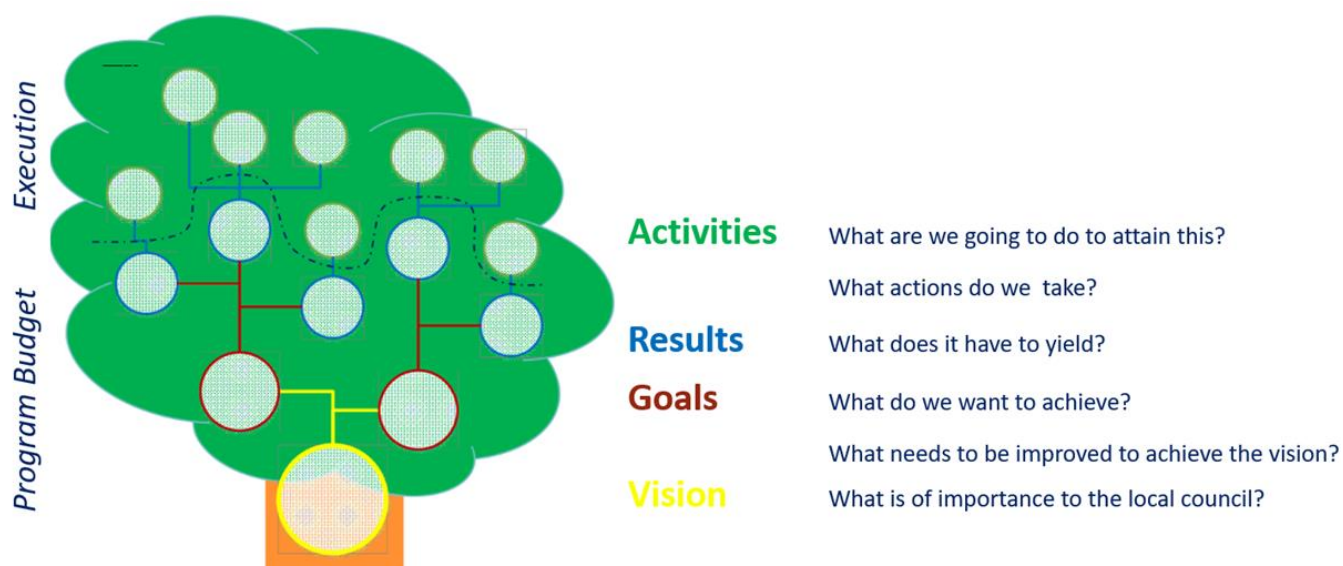 Execution
Program Budget
Activities What are we going to do to attain this?
What actions do we take?
Results What does it have to yield?
Goals What do we want to achieve?
What needs to be improved to achieve the vision?
Vision What is of importance to the local council?